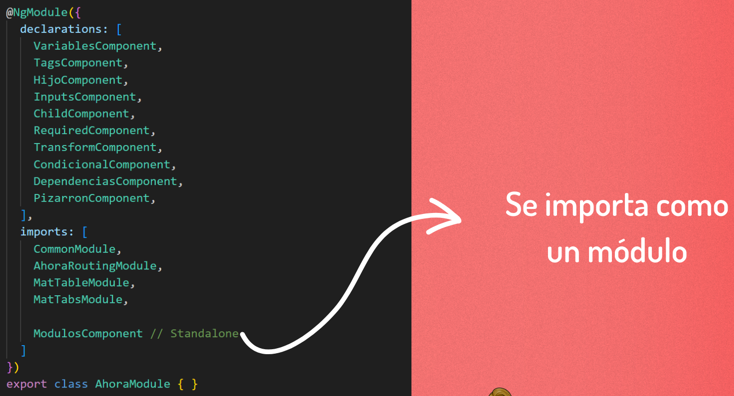 @NgModule({
declarations: [
VariablesComponent,
TagsComponent,
HijoComponent,
InputsComponent,
ChildComponent,
RequiredComponent,
TransformComponent,
CondicionalComponent,
DependenciasComponent,
PizarronComponent,
],
imports: [
CommonModule,
AhoraRoutingModule,
MatTableModule,
MatTabsModule,
ModulosComponent // Standalone
]
})
export class AhoraModule { }
Se importa como
un módulo